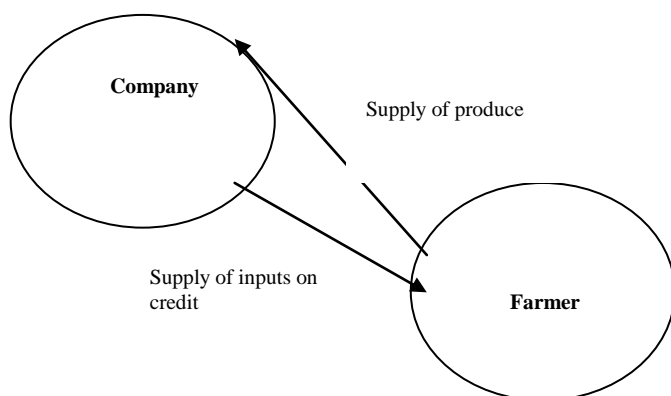 Company
Supply of produce
Supply of inputs on
credit
Farmer